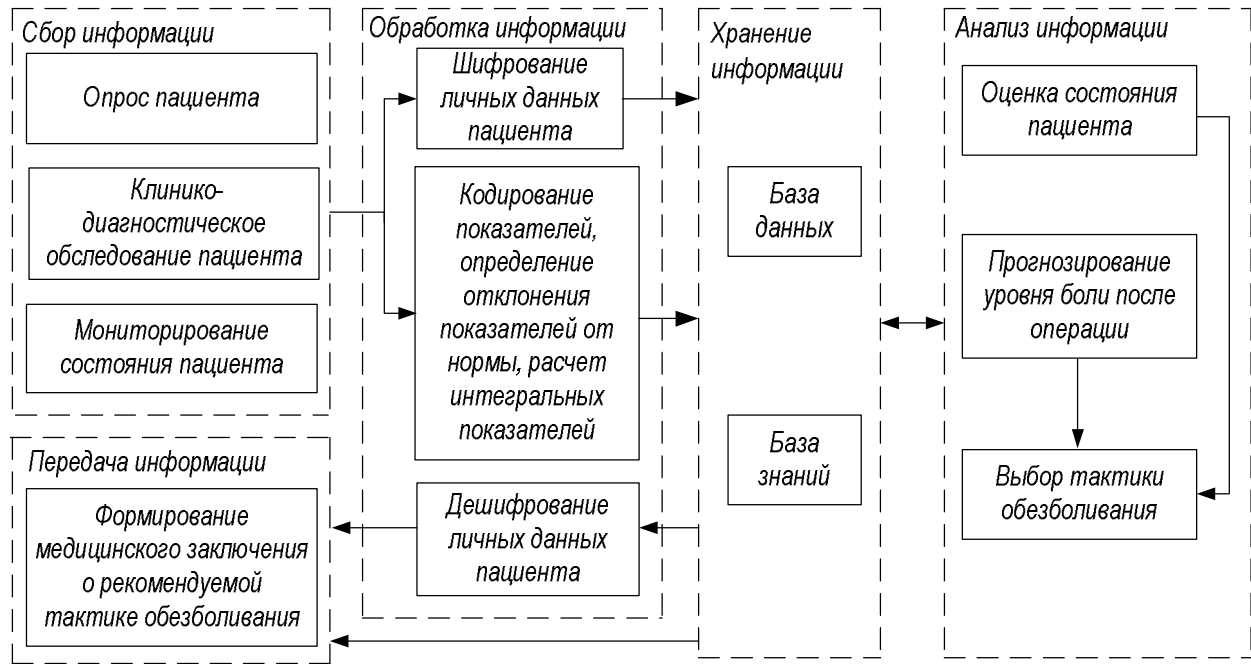 Сбор информации
Опрос пациента
Клинико-
диагностическое
обследование пациента
Мониторирование
состояния пациента
Передача информации
Формирование
медицинского заключения
о рекомендуемой
тактике обезболивания
Обработка информации
Шифрование
личных данных
пациента
Кодирование
показателей,
определение
отклонения
показателей от
нормы, расчет
интегральных
показателей
Дешифрование
личных данных
пациента
Хранение
информации
База
данных
База
знаний
Анализ информации
Оценка состояния
пациента
Прогнозирование
уровня боли после
операции
Выбор тактики
обезболивания